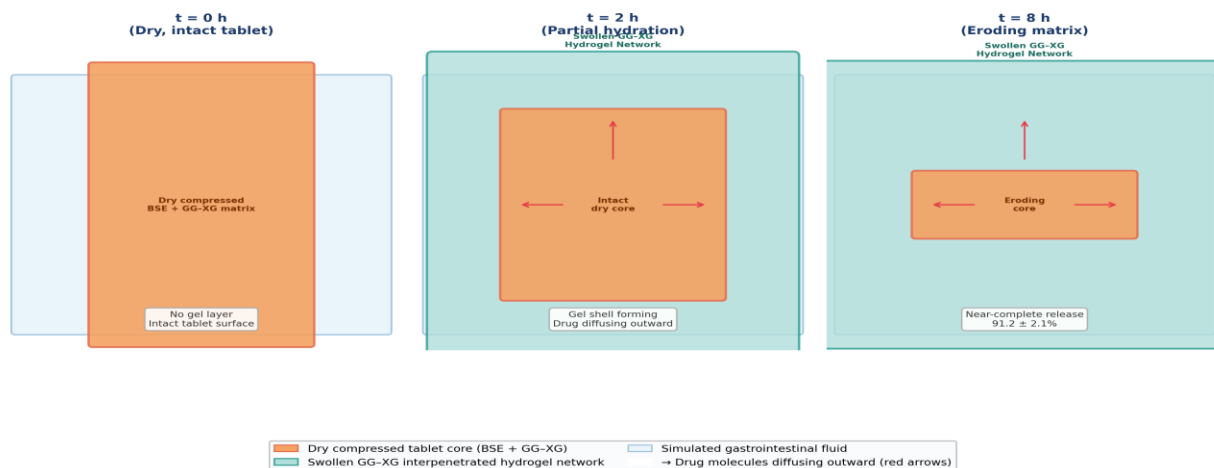 t = 0 h
(Dry, intact tablet)
Dry compressed
BSE + GG–XG matrix
No gel layer
Intact tablet surface
t = 2 h
(Partial hydration)
Swollen GG–XG
Hydrogel Network
Intact
dry core
Gel shell forming
Drug diffusing outward
t = 8 h
(Eroding matrix)
Swollen GG–XG
Hydrogel Network
Eroding
core
Near-complete release
91.2 ± 2.1%
Dry compressed tablet core (BSE + GG–XG)
Swollen GG–XG interpenetrated hydrogel network
Simulated gastrointestinal fluid
→ Drug molecules diffusing outward (red arrows)